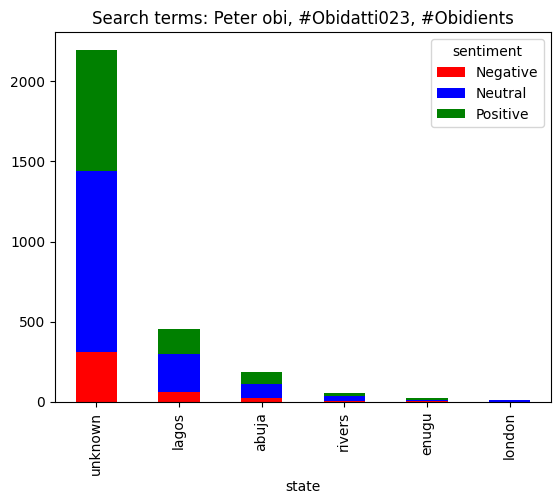 Search terms: Peter obi, #Obidatti023, #Obidients
sentiment
Negative
Neutral
Positive
2000
1500
1000
500
0
unknown
lagos
abuja
rivers
enugu
london
state